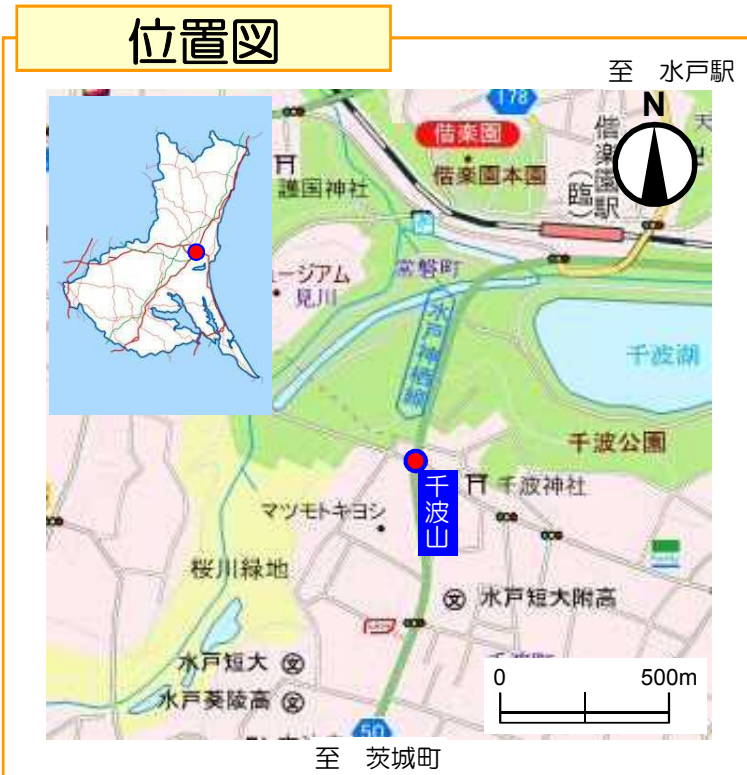 位置図
至 水戸駅
178
N
偕楽園
偕楽園本園
偕楽園駅
(臨)
天
護国神社
ュージアム
見川
常磐町
水戸神栖線
千波湖
千波公園
千波山
千波神社
マツモトキヨシ
桜川緑地
水戸短大附高
水戸短大
水戸葵陵高
50
0 500m
至 茨城町